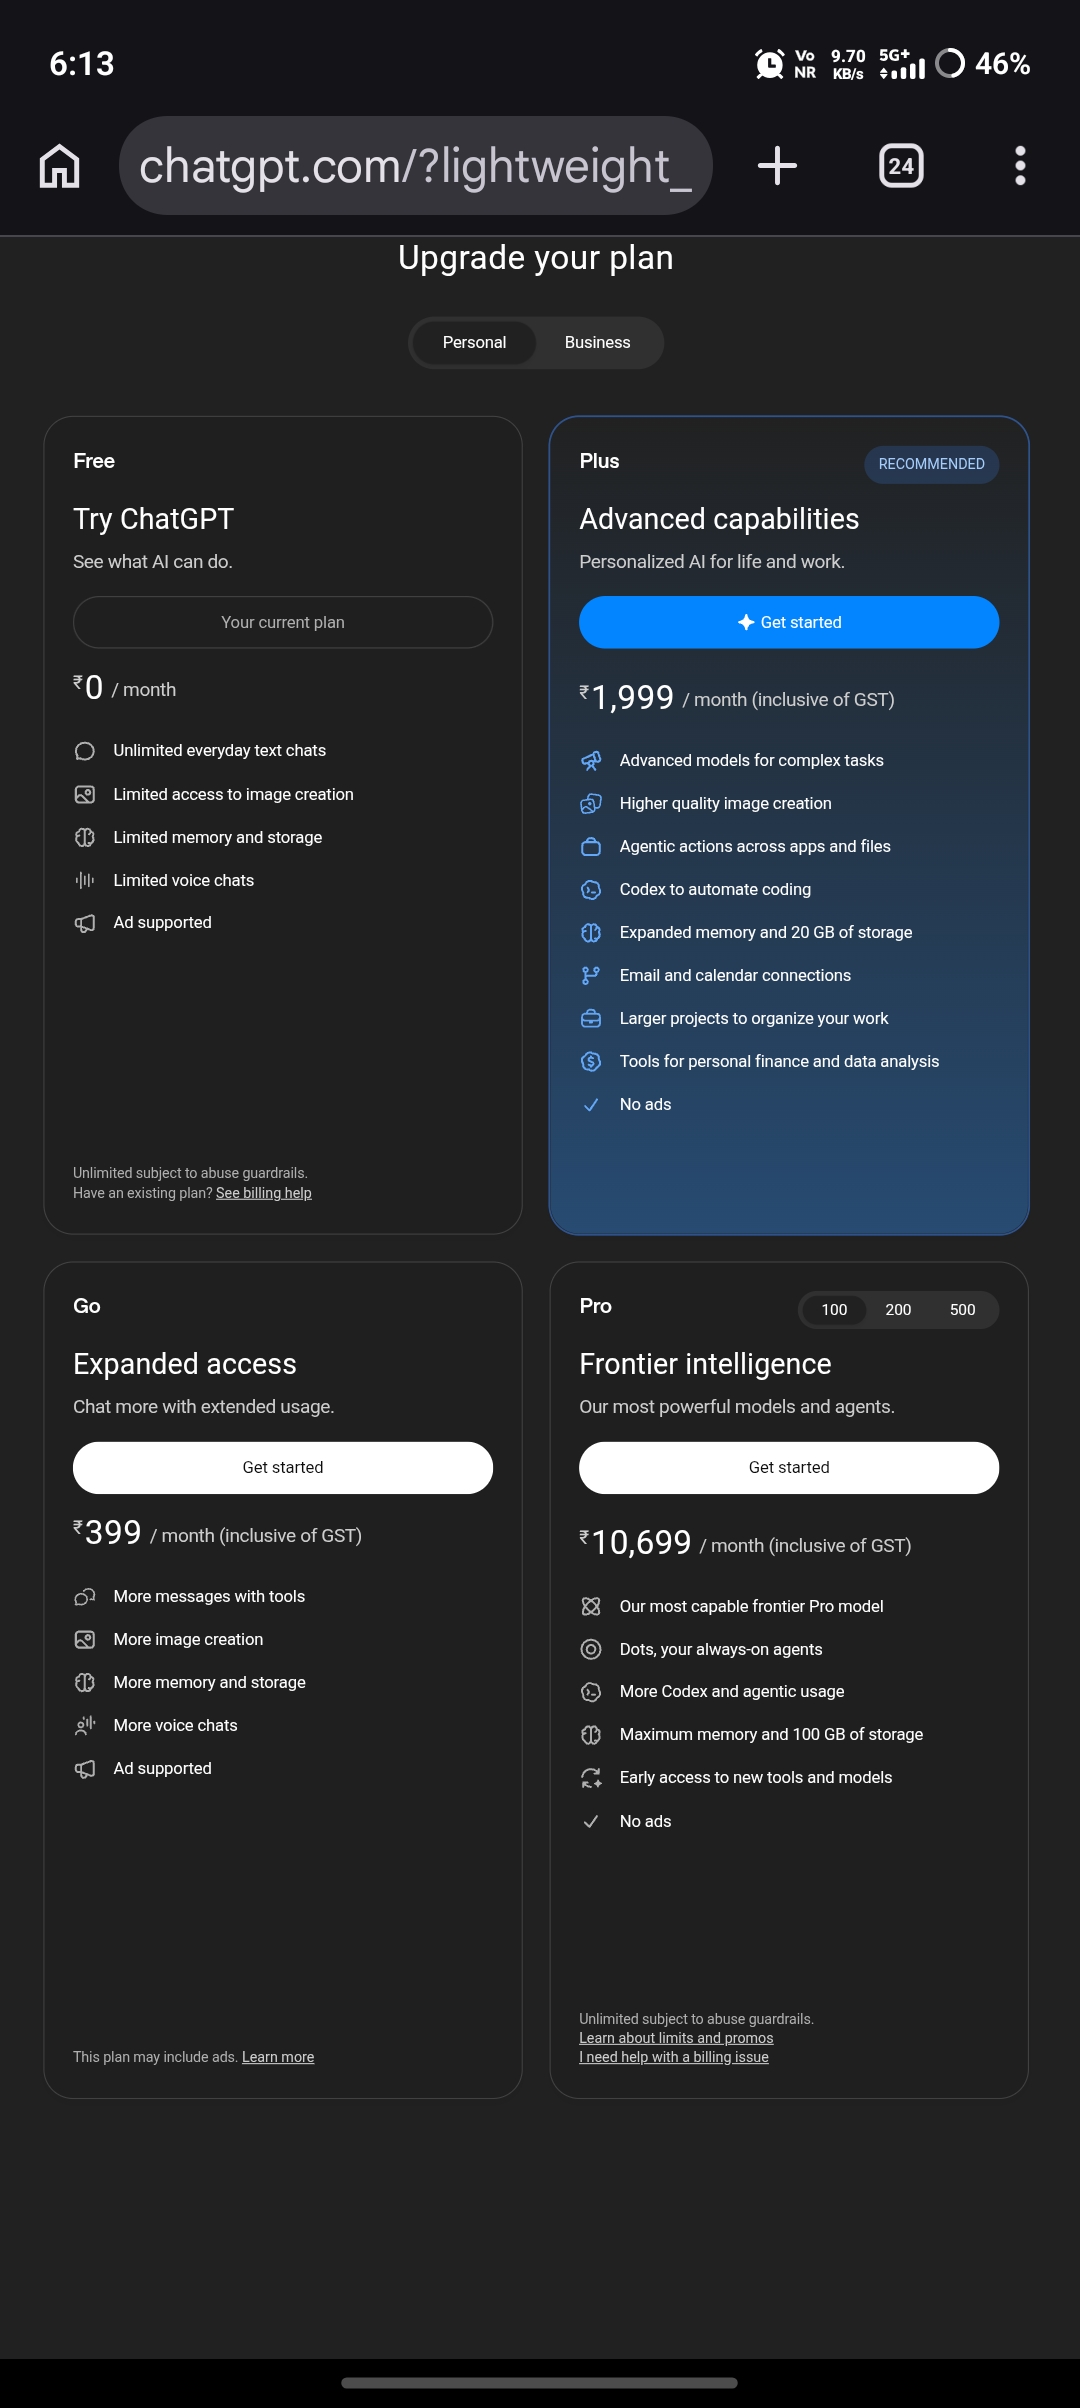 6:13
Vo NR
9.70 KB/s
5G+
46%
chatgpt.com/?lightweight_
24
Upgrade your plan
Personal
Business
Free
Try ChatGPT
See what AI can do.
Your current plan
₹0 / month
Unlimited everyday text chats
Limited access to image creation
Limited memory and storage
Limited voice chats
Ad supported
Unlimited subject to abuse guardrails.
Have an existing plan? See billing help
Plus
RECOMMENDED
Advanced capabilities
Personalized AI for life and work.
Get started
₹1,999 / month (inclusive of GST)
Advanced models for complex tasks
Higher quality image creation
Agentic actions across apps and files
Codex to automate coding
Expanded memory and 20 GB of storage
Email and calendar connections
Larger projects to organize your work
Tools for personal finance and data analysis
No ads
Go
Expanded access
Chat more with extended usage.
Get started
₹399 / month (inclusive of GST)
More messages with tools
More image creation
More memory and storage
More voice chats
Ad supported
This plan may include ads. Learn more
Pro
100
200
500
Frontier intelligence
Our most powerful models and agents.
Get started
₹10,699 / month (inclusive of GST)
Our most capable frontier Pro model
Dots, your always-on agents
More Codex and agentic usage
Maximum memory and 100 GB of storage
Early access to new tools and models
No ads
Unlimited subject to abuse guardrails.
Learn about limits and promos
I need help with a billing issue